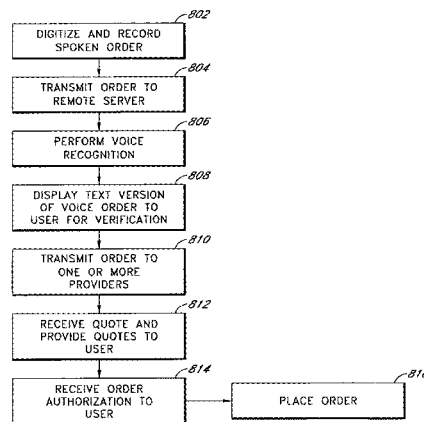 802
DIGITIZE AND RECORD
SPOKEN ORDER
804
TRANSMIT ORDER TO
REMOTE SERVER
806
PERFORM VOICE
RECOGNITION
808
DISPLAY TEXT VERSION
OF VOICE ORDER TO
USER FOR VERIFICATION
810
TRANSMIT ORDER TO
ONE OR MORE
PROVIDERS
812
RECEIVE QUOTE AND
PROVIDE QUOTES TO
USER
814
RECEIVE ORDER
AUTHORIZATION TO
USER
PLACE ORDER